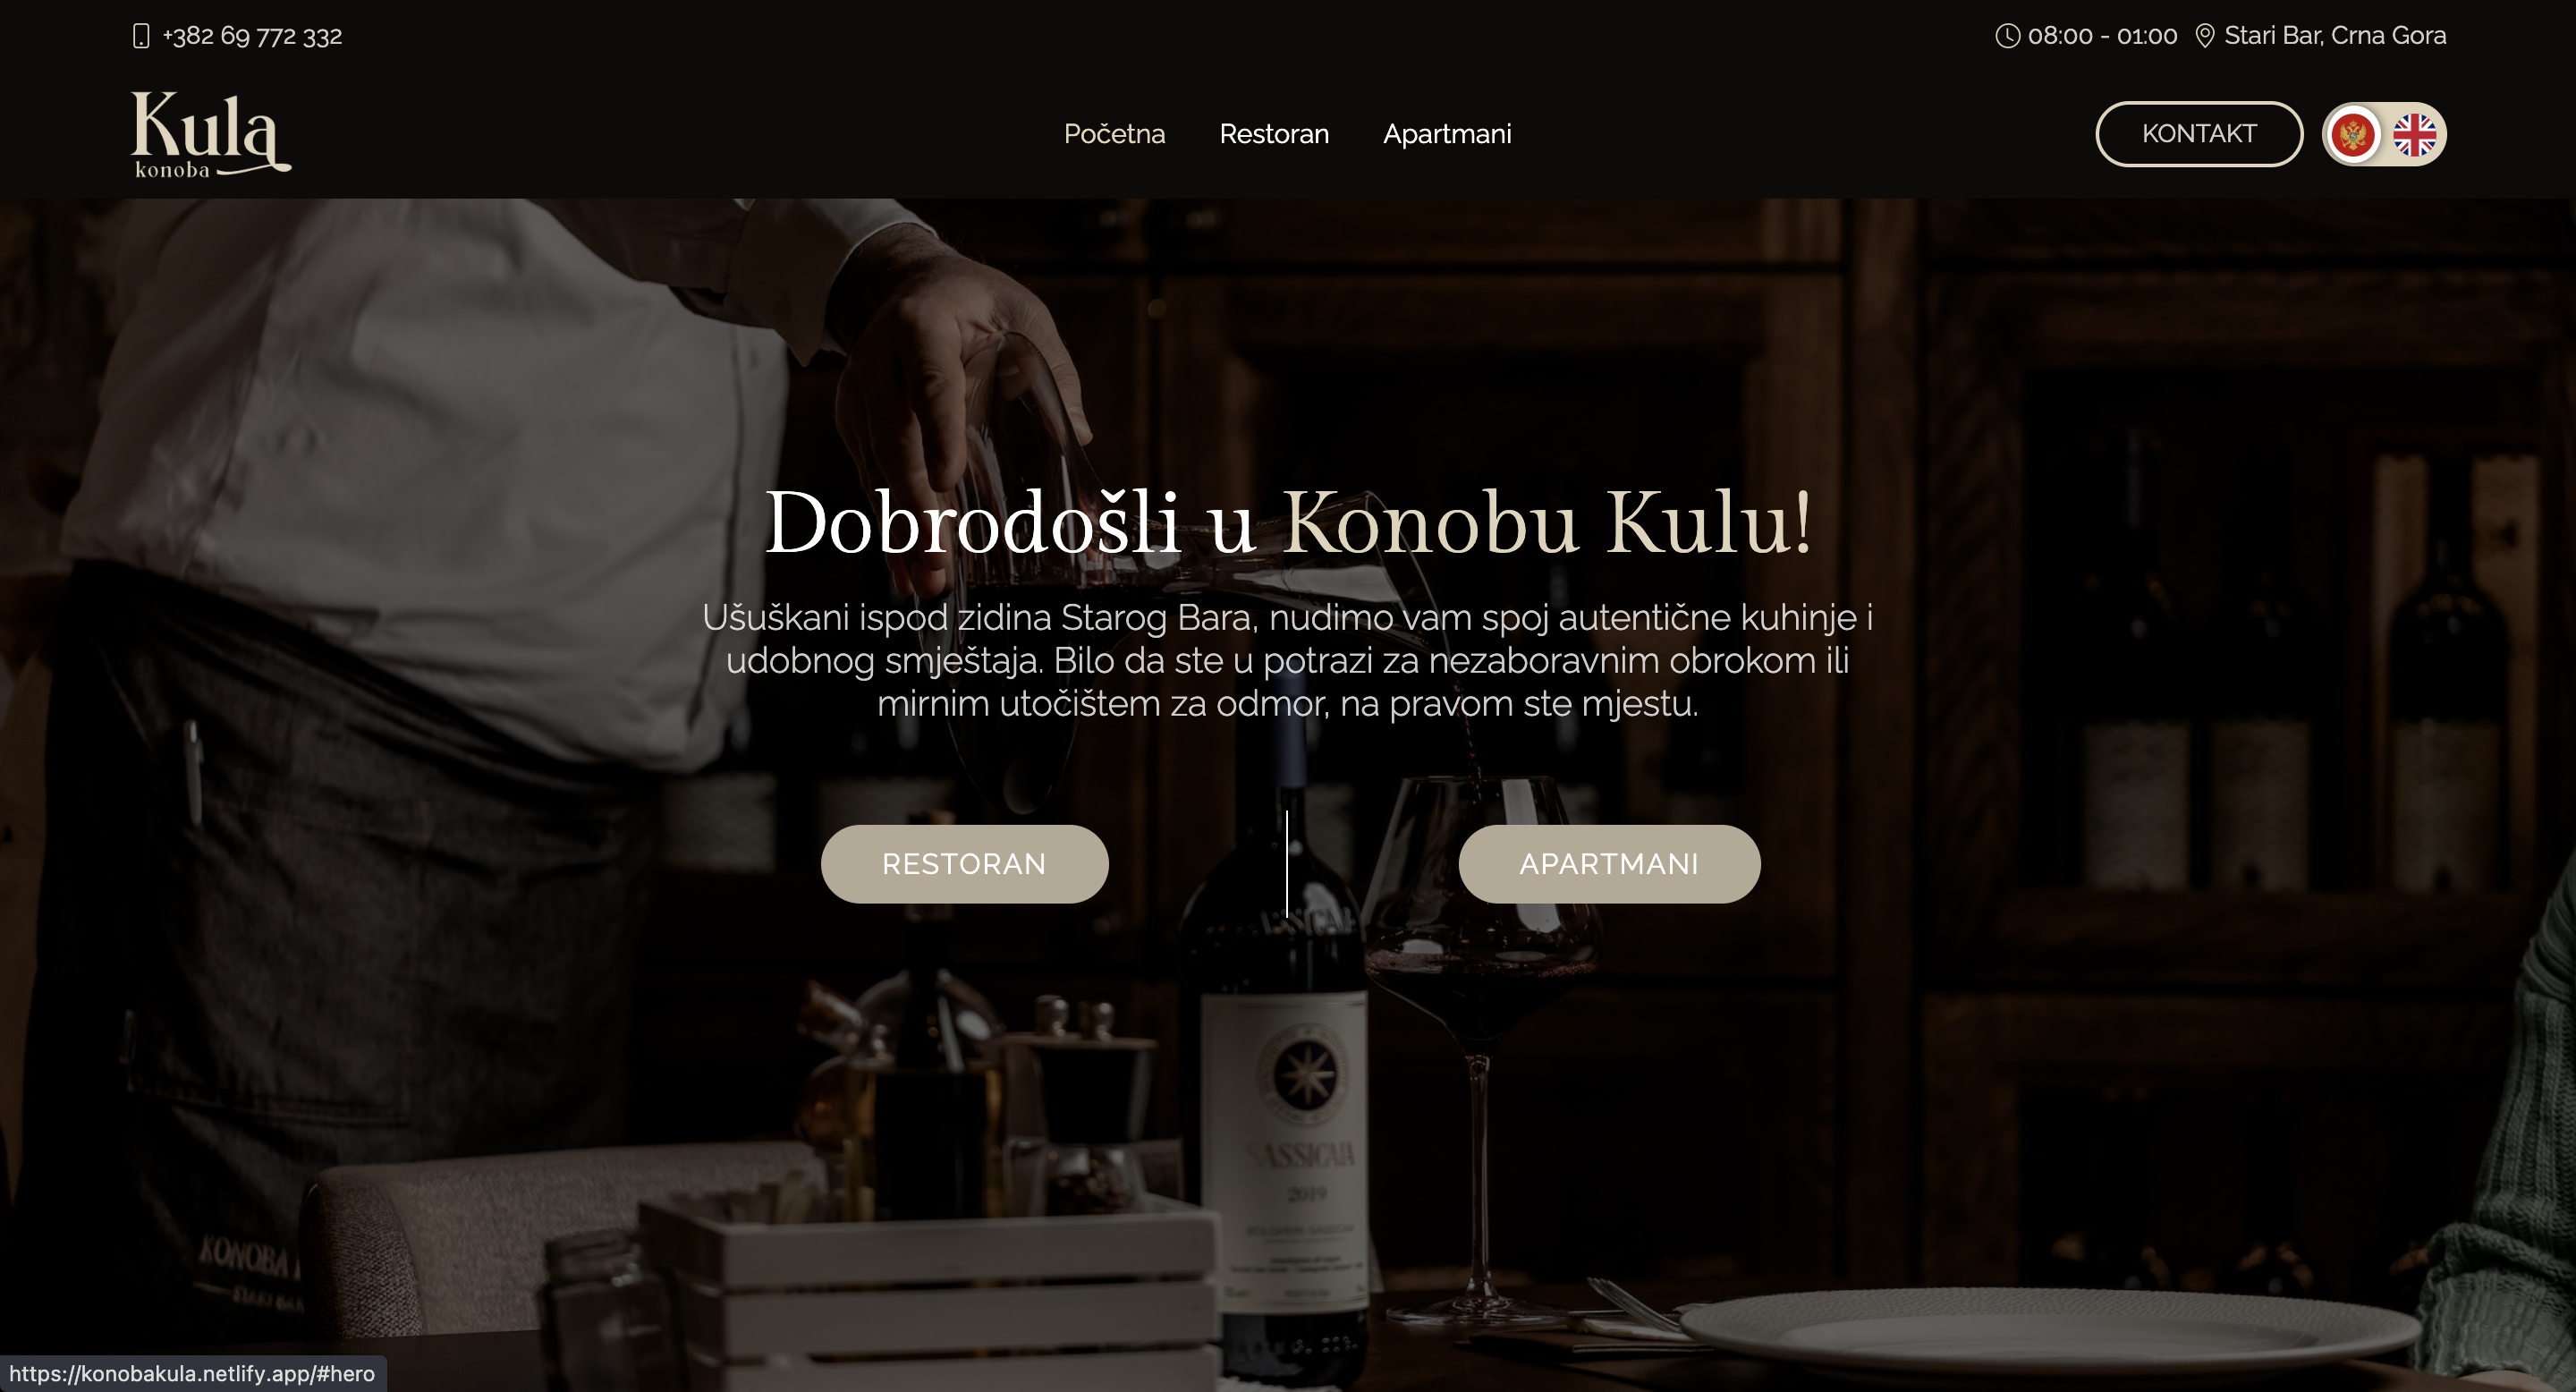 +382 69 772 332
08:00 - 01:00
Stari Bar, Crna Gora
Kula
konoba
Početna
Restoran
Apartmani
KONTAKT
Dobrodošli u Konobu Kulu!
Ušuškani ispod zidina Starog Bara, nudimo vam spoj autentične kuhinje i
udobnog smještaja. Bilo da ste u potrazi za nezaboravnim obrokom ili
mirnim utočištem za odmor, na pravom ste mjestu.
RESTORAN
APARTMANI
SASSICAIA
2019
KONOBA
https://konobakula.netlify.app/#hero